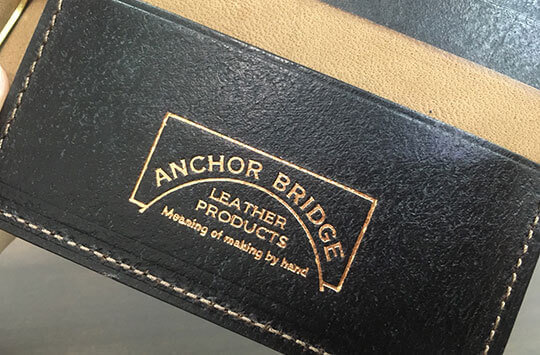 ANCHOR BRIDGE
LEATHER
PRODUCTS
Meaning of making by hand